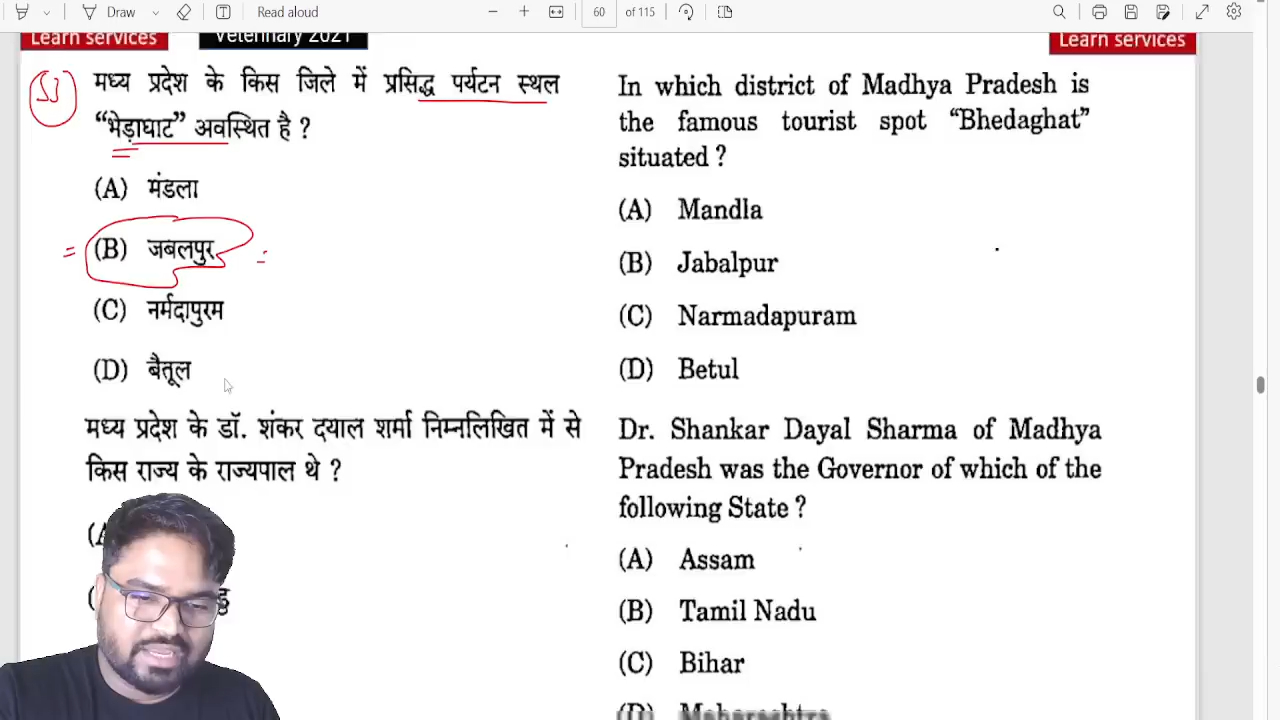 Draw
Read aloud
60
of 115
Learn services
Veterinary 2021
Learn services
मध्य प्रदेश के किस जिले में प्रसिद्ध पर्यटन स्थल
“भेड़ाघाट” अवस्थित है ?
(A) मंडला
(B) जबलपुर
(C) नर्मदापुरम
(D) बैतूल
In which district of Madhya Pradesh is
the famous tourist spot “Bhedaghat”
situated ?
(A) Mandla
(B) Jabalpur
(C) Narmadapuram
(D) Betul
मध्य प्रदेश के डॉ. शंकर दयाल शर्मा निम्नलिखित में से
किस राज्य के राज्यपाल थे ?
Dr. Shankar Dayal Sharma of Madhya
Pradesh was the Governor of which of the
following State ?
(A) Assam
(B) Tamil Nadu
(C) Bihar
(D) Maharashtra